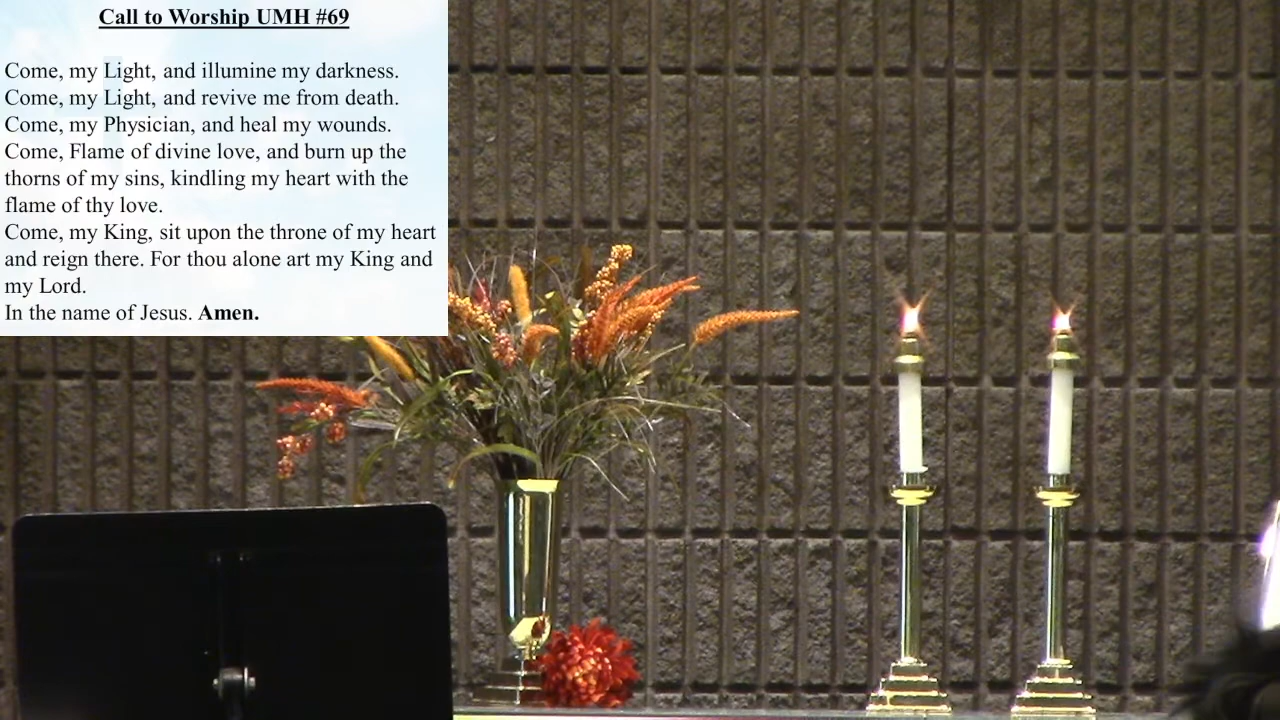 Call to Worship UMH #69
Come, my Light, and illumine my darkness.
Come, my Light, and revive me from death.
Come, my Physician, and heal my wounds.
Come, Flame of divine love, and burn up the
thorns of my sins, kindling my heart with the
flame of thy love.
Come, my King, sit upon the throne of my heart
and reign there. For thou alone art my King and
my Lord.
In the name of Jesus. Amen.